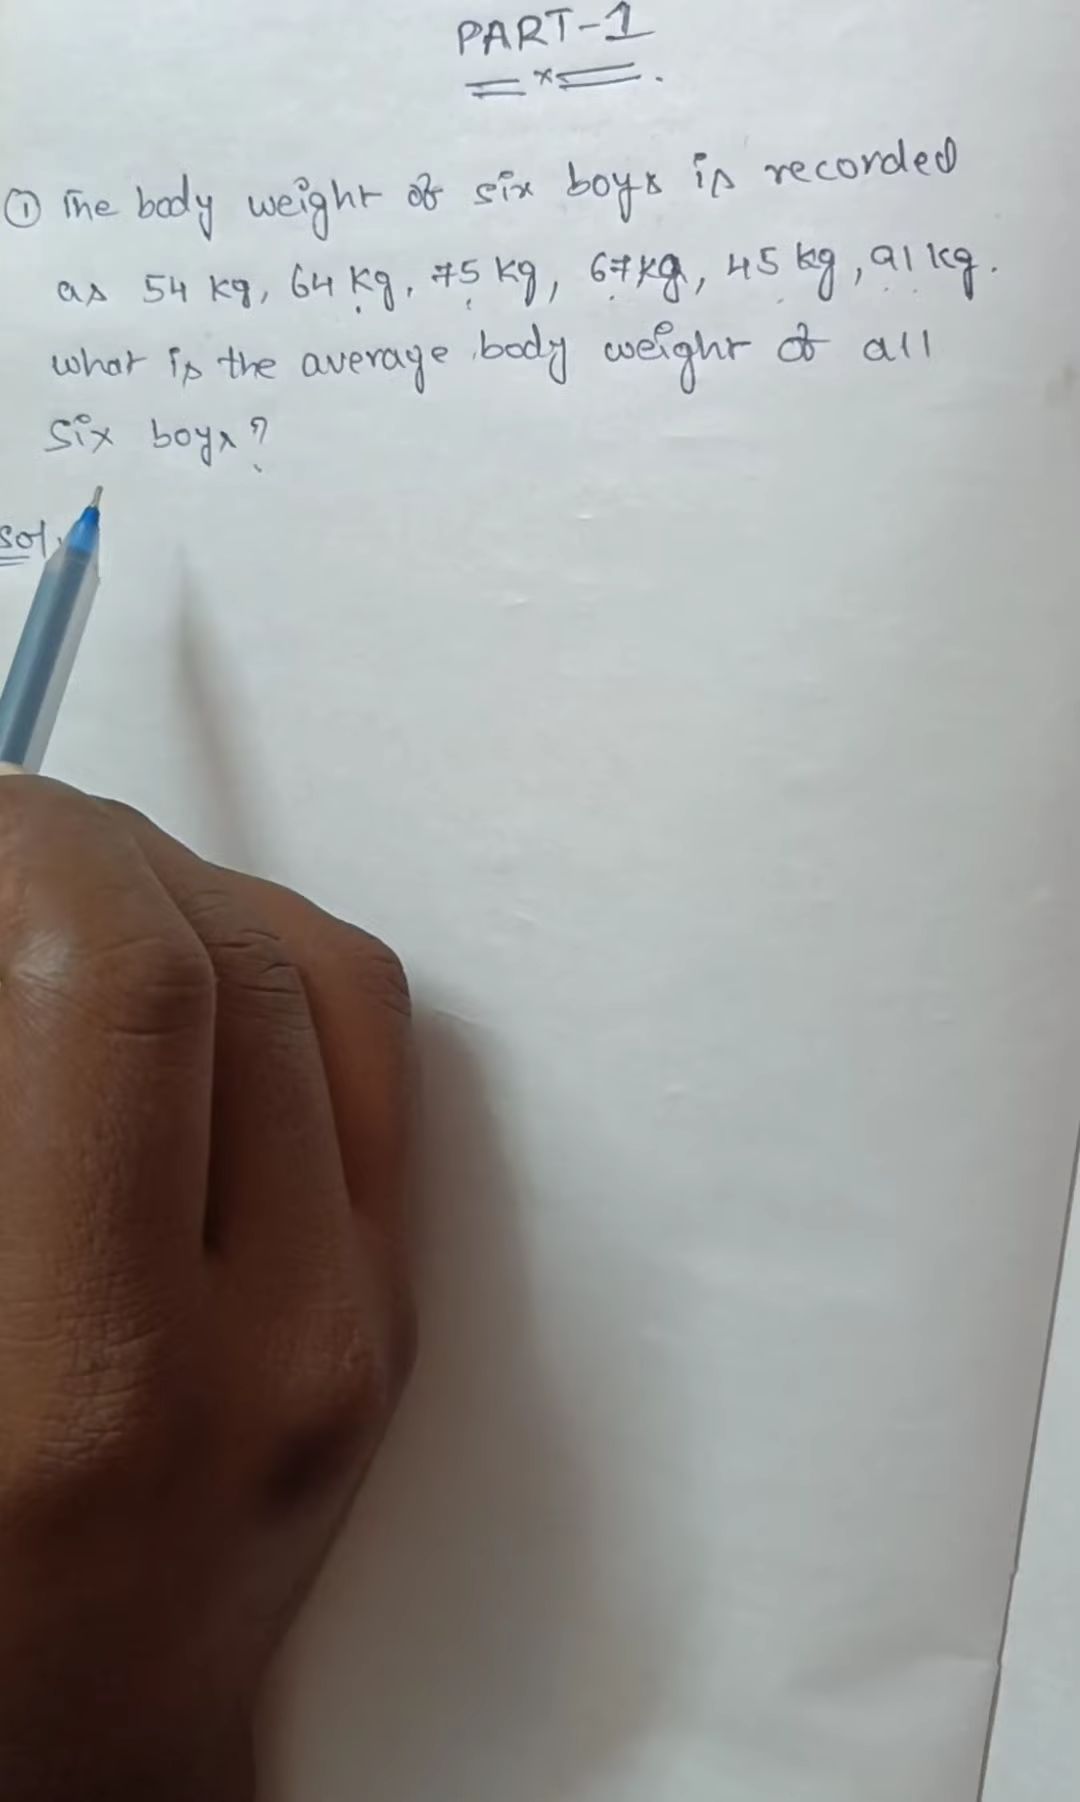 PART-1
① The body weight of six boys is recorded
as 54 kg, 64 kg, 75 kg, 67 kg, 45 kg, 91 kg.
what is the average body weight of all
six boys?
Sol.